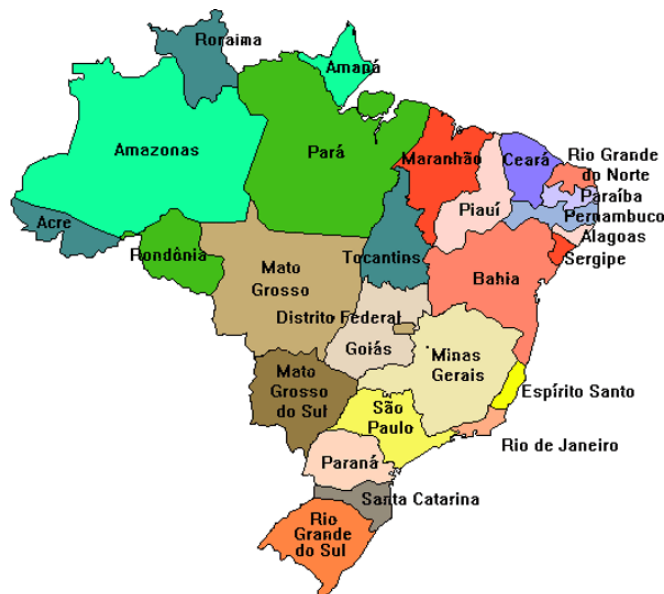 Roraima
Amapá
Amazonas
Pará
Maranhão
Ceará
Rio Grande
do Norte
Paraíba
Piauí
Pernambuco
Acre
Alagoas
Rondônia
Tocantins
Sergipe
Mato
Grosso
Bahia
Distrito Federal
Goiás
Minas
Gerais
Mato
Grosso
do Sul
Espírito Santo
São
Paulo
Rio de Janeiro
Paraná
Santa Catarina
Rio
Grande
do Sul